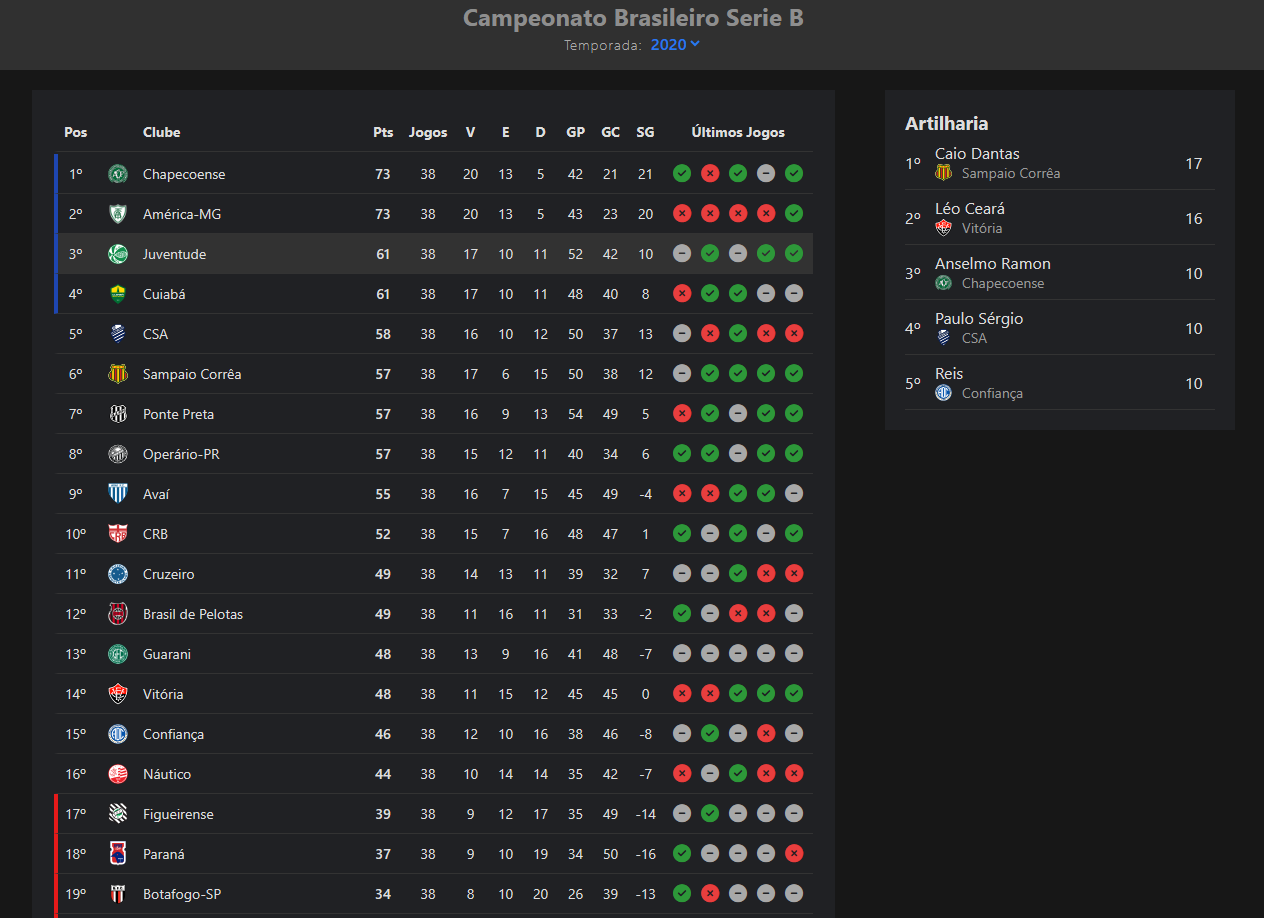 Campeonato Brasileiro Serie B
Temporada: 2020
Pos Clube Pts Jogos V E D GP GC SG Últimos Jogos
1º Chapecoense 73 38 20 13 5 42 21 21
2º América-MG 73 38 20 13 5 43 23 20
3º Juventude 61 38 17 10 11 52 42 10
4º Cuiabá 61 38 17 10 11 48 40 8
5º CSA 58 38 16 10 12 50 37 13
6º Sampaio Corrêa 57 38 17 6 15 50 38 12
7º Ponte Preta 57 38 16 9 13 54 49 5
8º Operário-PR 57 38 15 12 11 40 34 6
9º Avaí 55 38 16 7 15 45 49 -4
10º CRB 52 38 15 7 16 48 47 1
11º Cruzeiro 49 38 14 13 11 39 32 7
12º Brasil de Pelotas 49 38 11 16 11 31 33 -2
13º Guarani 48 38 13 9 16 41 48 -7
14º Vitória 48 38 11 15 12 45 45 0
15º Confiança 46 38 12 10 16 38 46 -8
16º Náutico 44 38 10 14 14 35 42 -7
17º Figueirense 39 38 9 12 17 35 49 -14
18º Paraná 37 38 9 10 19 34 50 -16
19º Botafogo-SP 34 38 8 10 20 26 39 -13
Artilharia
1º Caio Dantas 17
Sampaio Corrêa
2º Léo Ceará 16
Vitória
3º Anselmo Ramon 10
Chapecoense
4º Paulo Sérgio 10
CSA
5º Reis 10
Confiança